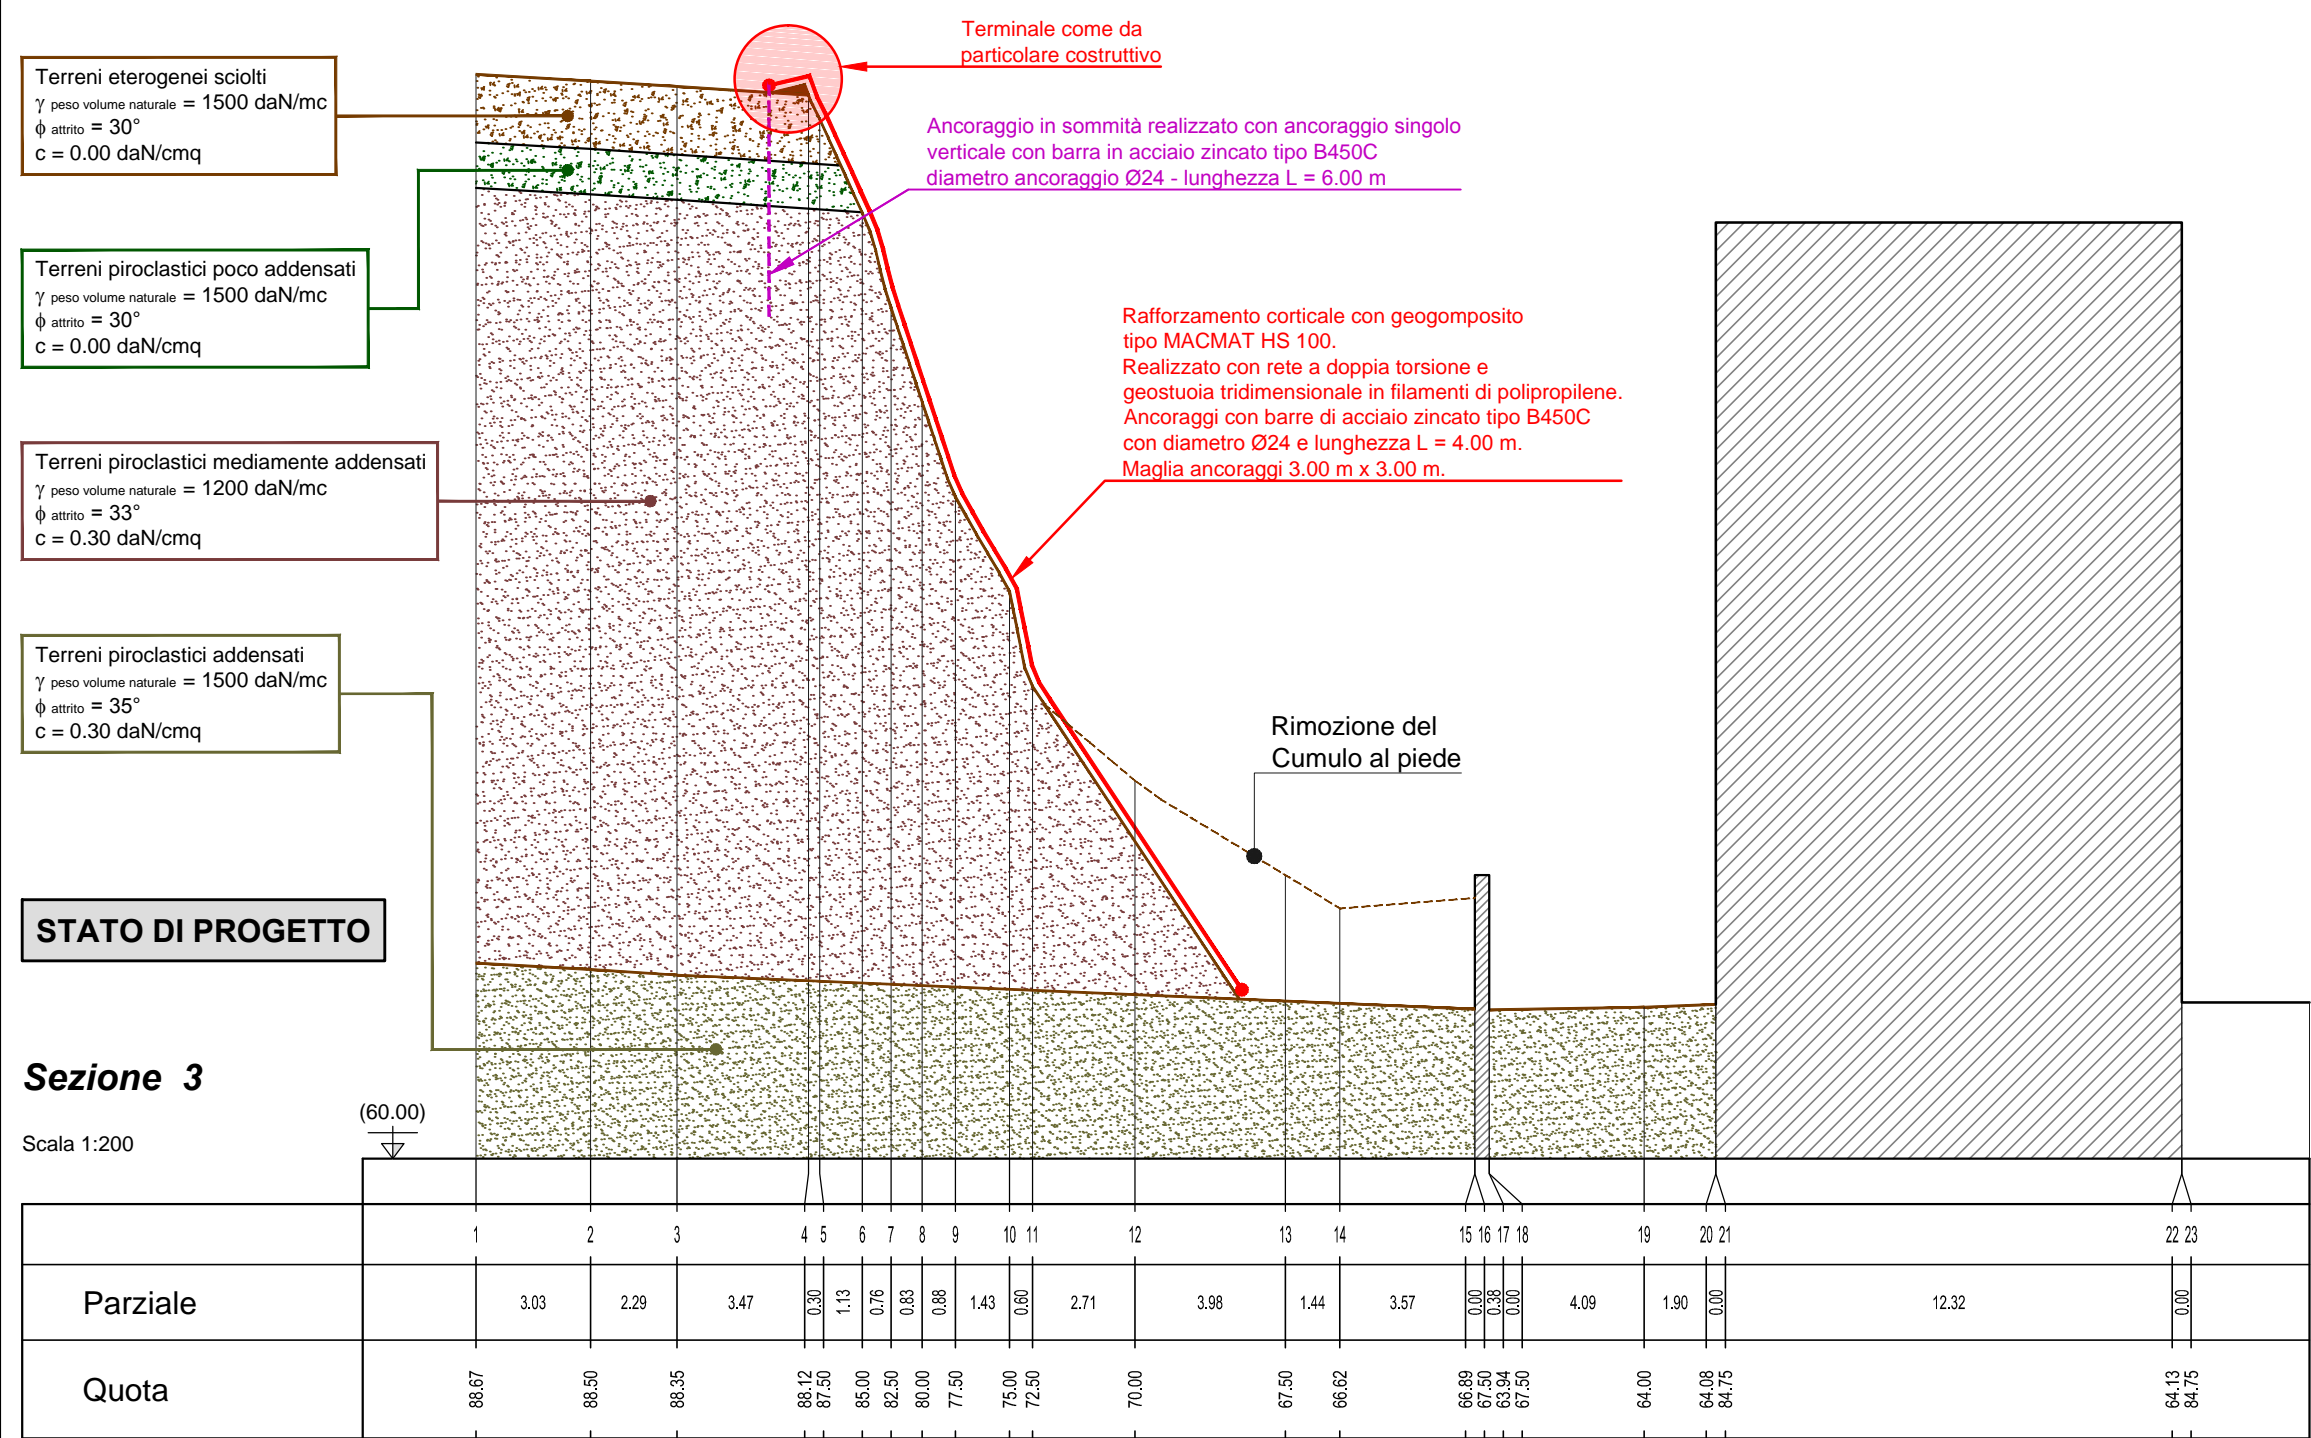 Terminale come da
particolare costruttivo
Terreni eterogenei sciolti
γ peso volume naturale = 1500 daN/mc
ϕ attrito = 30°
c = 0.00 daN/cmq
Ancoraggio in sommità realizzato con ancoraggio singolo
verticale con barra in acciaio zincato tipo B450C
diametro ancoraggio Ø24 - lunghezza L = 6.00 m
Terreni piroclastici poco addensati
γ peso volume naturale = 1500 daN/mc
ϕ attrito = 30°
c = 0.00 daN/cmq
Rafforzamento corticale con geogomposito
tipo MACMAT HS 100.
Realizzato con rete a doppia torsione e
geostuoia tridimensionale in filamenti di polipropilene.
Ancoraggi con barre di acciaio zincato tipo B450C
con diametro Ø24 e lunghezza L = 4.00 m.
Maglia ancoraggi 3.00 m x 3.00 m.
Terreni piroclastici mediamente addensati
γ peso volume naturale = 1200 daN/mc
ϕ attrito = 33°
c = 0.30 daN/cmq
Terreni piroclastici addensati
γ peso volume naturale = 1500 daN/mc
ϕ attrito = 35°
c = 0.30 daN/cmq
Rimozione del
Cumulo al piede
STATO DI PROGETTO
Sezione 3
Scala 1:200
(60.00)
1 2 3 4 5 6 7 8 9 10 11 12 13 14 15 16 17 18 19 20 21 22 23
Parziale 3.03 2.29 3.47 0.30 1.13 0.76 0.83 0.88 1.43 0.60 2.71 3.98 1.44 3.57 0.00 0.38 0.00 4.09 1.90 0.00 12.32 0.00
Quota 88.67 88.50 88.35 88.12 87.50 85.00 82.50 80.00 77.50 75.00 72.50 70.00 67.50 66.62 66.89 67.50 63.94 67.50 64.00 64.08 84.75 64.13 84.75